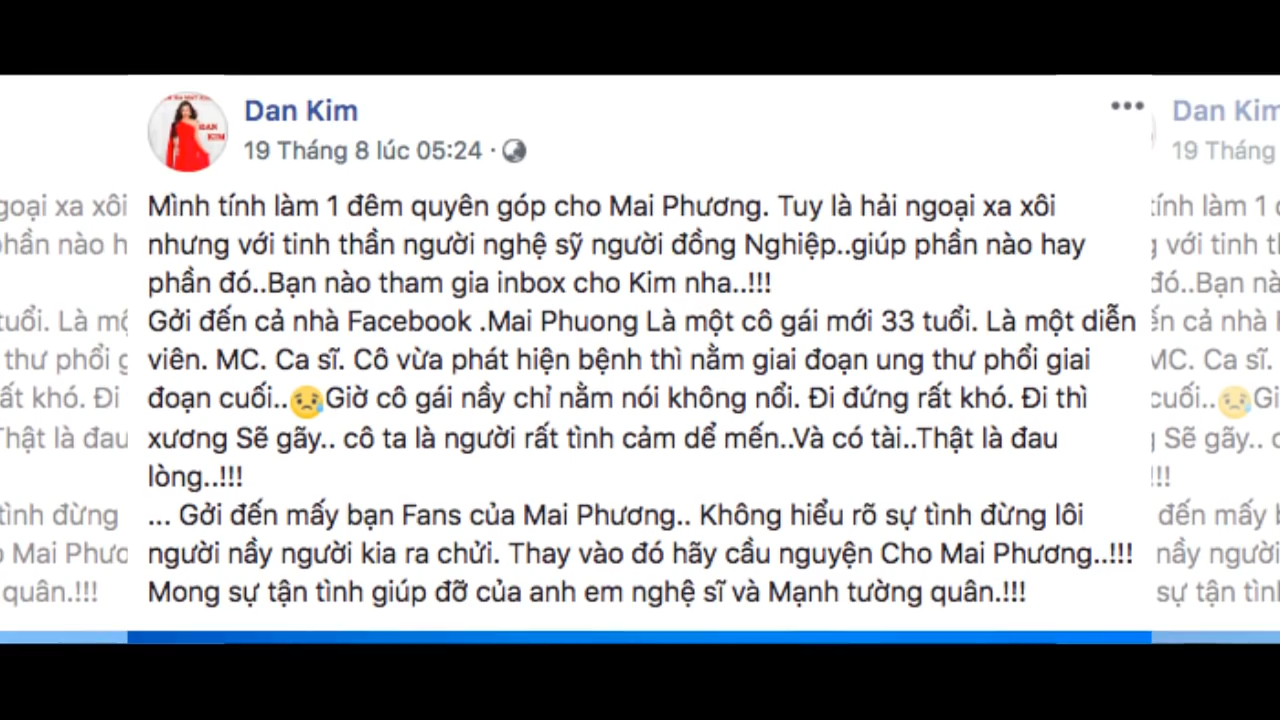 Dan Kim
19 Tháng 8 lúc 05:24 ·
Mình tính làm 1 đêm quyên góp cho Mai Phương. Tuy là hải ngoại xa xôi
nhưng với tinh thần người nghệ sỹ người đồng Nghiệp..giúp phần nào hay
phần đó..Bạn nào tham gia inbox cho Kim nha..!!!
Gởi đến cả nhà Facebook .Mai Phuong Là một cô gái mới 33 tuổi. Là một diễn
viên. MC. Ca sĩ. Cô vừa phát hiện bệnh thì nằm giai đoạn ung thư phổi giai
đoạn cuối..😢Giờ cô gái nầy chỉ nằm nói không nổi. Đi đứng rất khó. Đi thì
xương Sẽ gãy.. cô ta là người rất tình cảm dể mến..Và có tài..Thật là đau
lòng..!!!
... Gởi đến mấy bạn Fans của Mai Phương.. Không hiểu rõ sự tình đừng lôi
người nầy người kia ra chửi. Thay vào đó hãy cầu nguyện Cho Mai Phương..!!!
Mong sự tận tình giúp đỡ của anh em nghệ sĩ và Mạnh tường quân.!!!